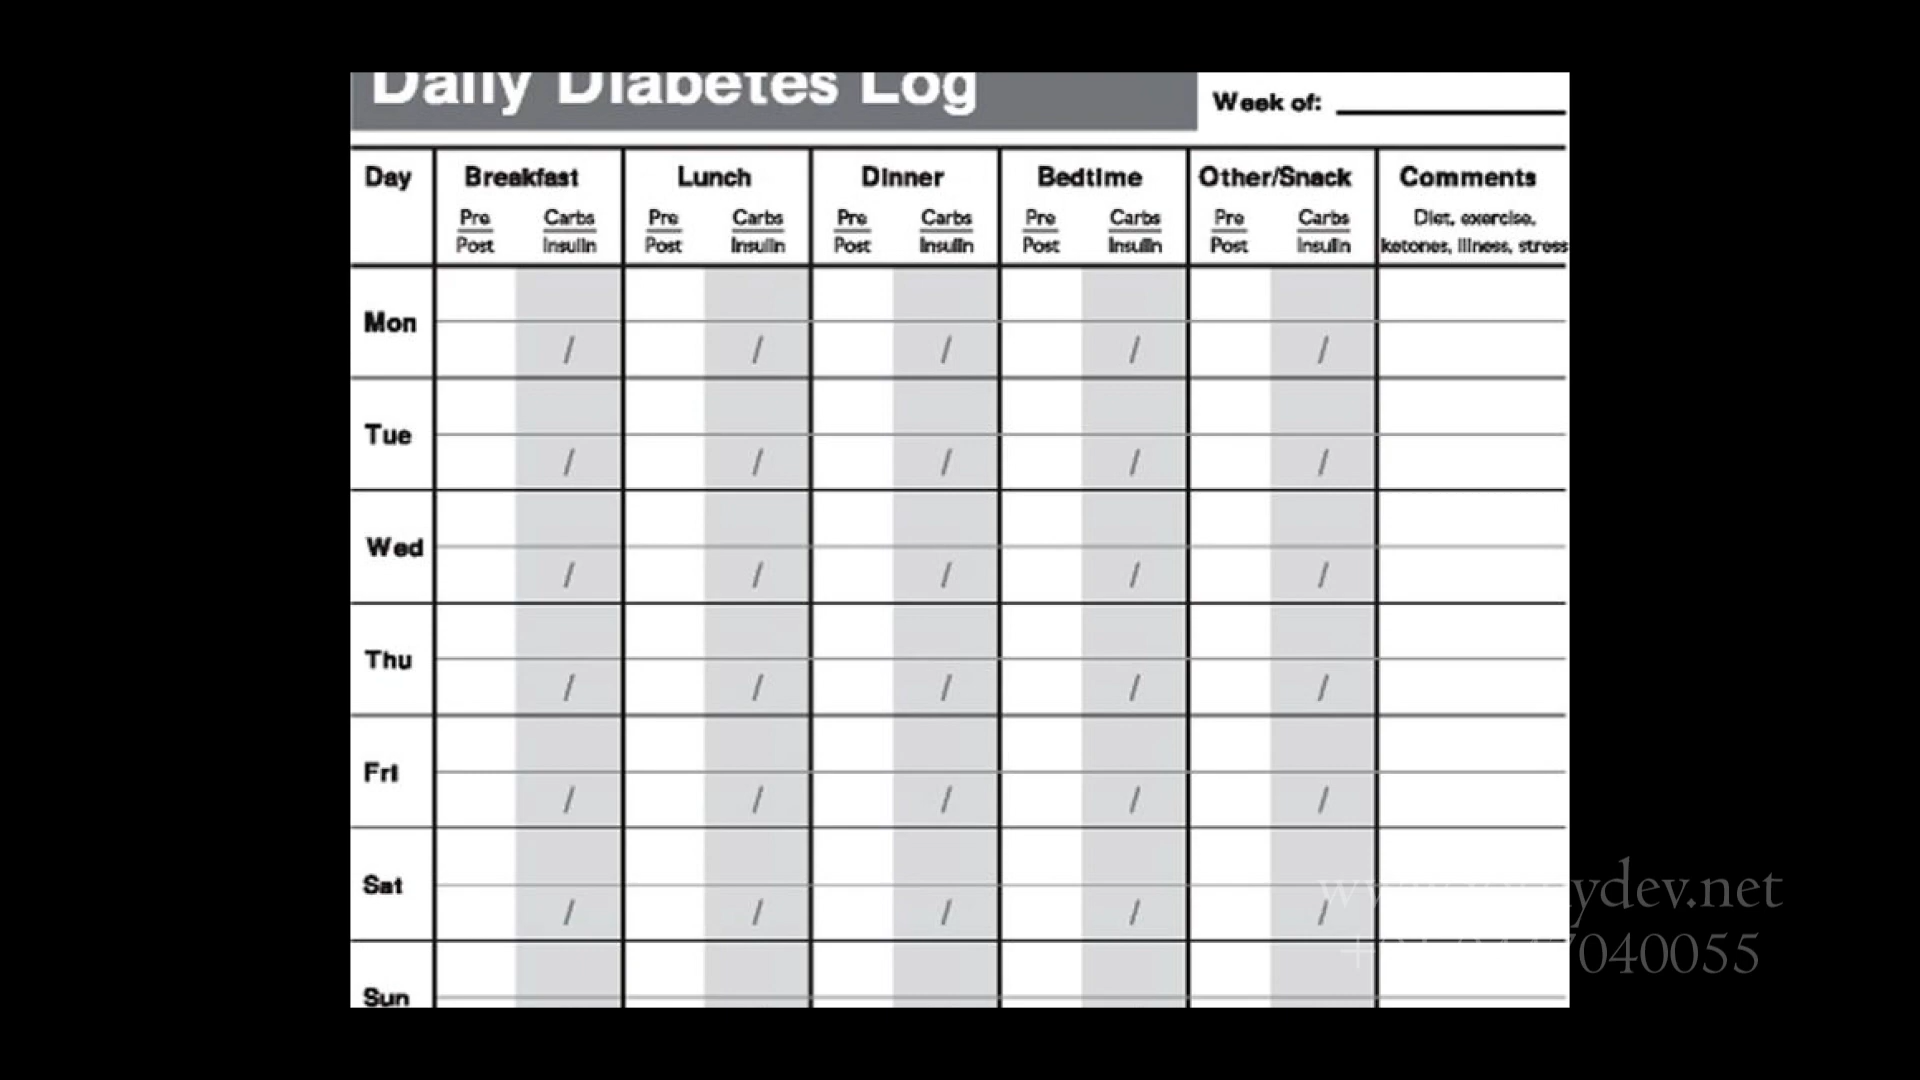 Daily Diabetes Log
Week of:
Day Breakfast Lunch Dinner Bedtime Other/Snack Comments
Pre Carbs Pre Carbs Pre Carbs Pre Carbs Pre Carbs Diet, exercise,
Post Insulin Post Insulin Post Insulin Post Insulin Post Insulin ketones, illness, stress
Mon
/ / / / /
Tue
/ / / / /
Wed
/ / / / /
Thu
/ / / / /
Fri
/ / / / /
Sat
/ / / / /
Sun